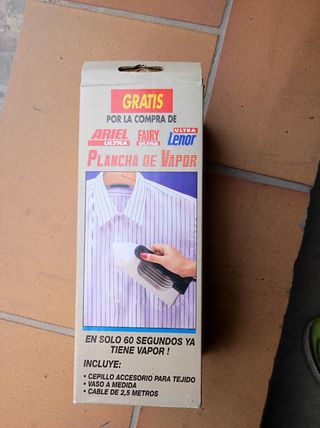 GRATIS
POR LA COMPRA DE
ARIEL ULTRA FAIRY ULTRA ULTRA Lenor
PLANCHA DE VAPOR
EN SOLO 60 SEGUNDOS YA
TIENE VAPOR !
INCLUYE:
• CEPILLO ACCESORIO PARA TEJIDO
• VASO A MEDIDA
• CABLE DE 2,5 METROS